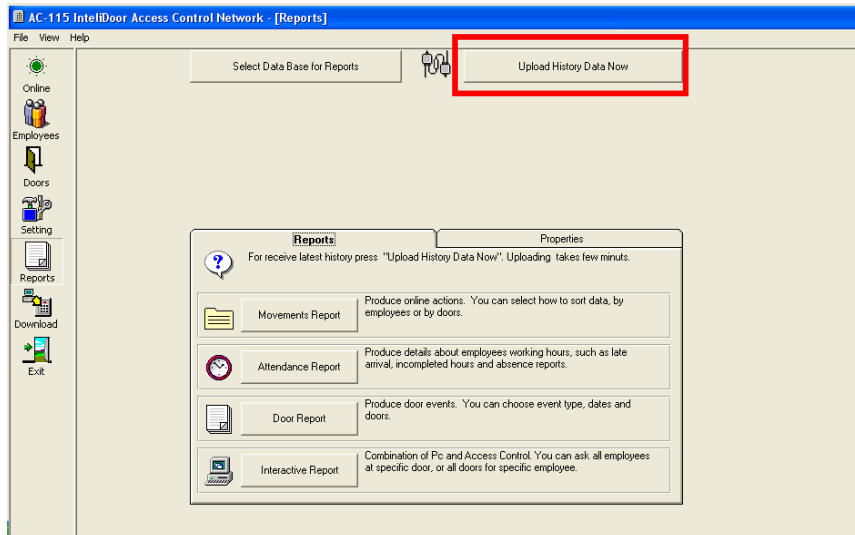 AC-115 InteliDoor Access Control Network - [Reports]
File View Help
Select Data Base for Reports
Upload History Data Now
Online
Employees
Doors
Setting
Reports
Download
Exit
Reports
Properties
For receive latest history press "Upload History Data Now". Uploading takes few minuts.
Movements Report
Produce online actions. You can select how to sort data, by
employees or by doors.
Attendance Report
Produce details about employees working hours, such as late
arrival, incompleted hours and absence reports.
Door Report
Produce door events. You can choose event type, dates and
doors.
Interactive Report
Combination of Pc and Access Control. You can ask all employees
at specific door, or all doors for specific employee.